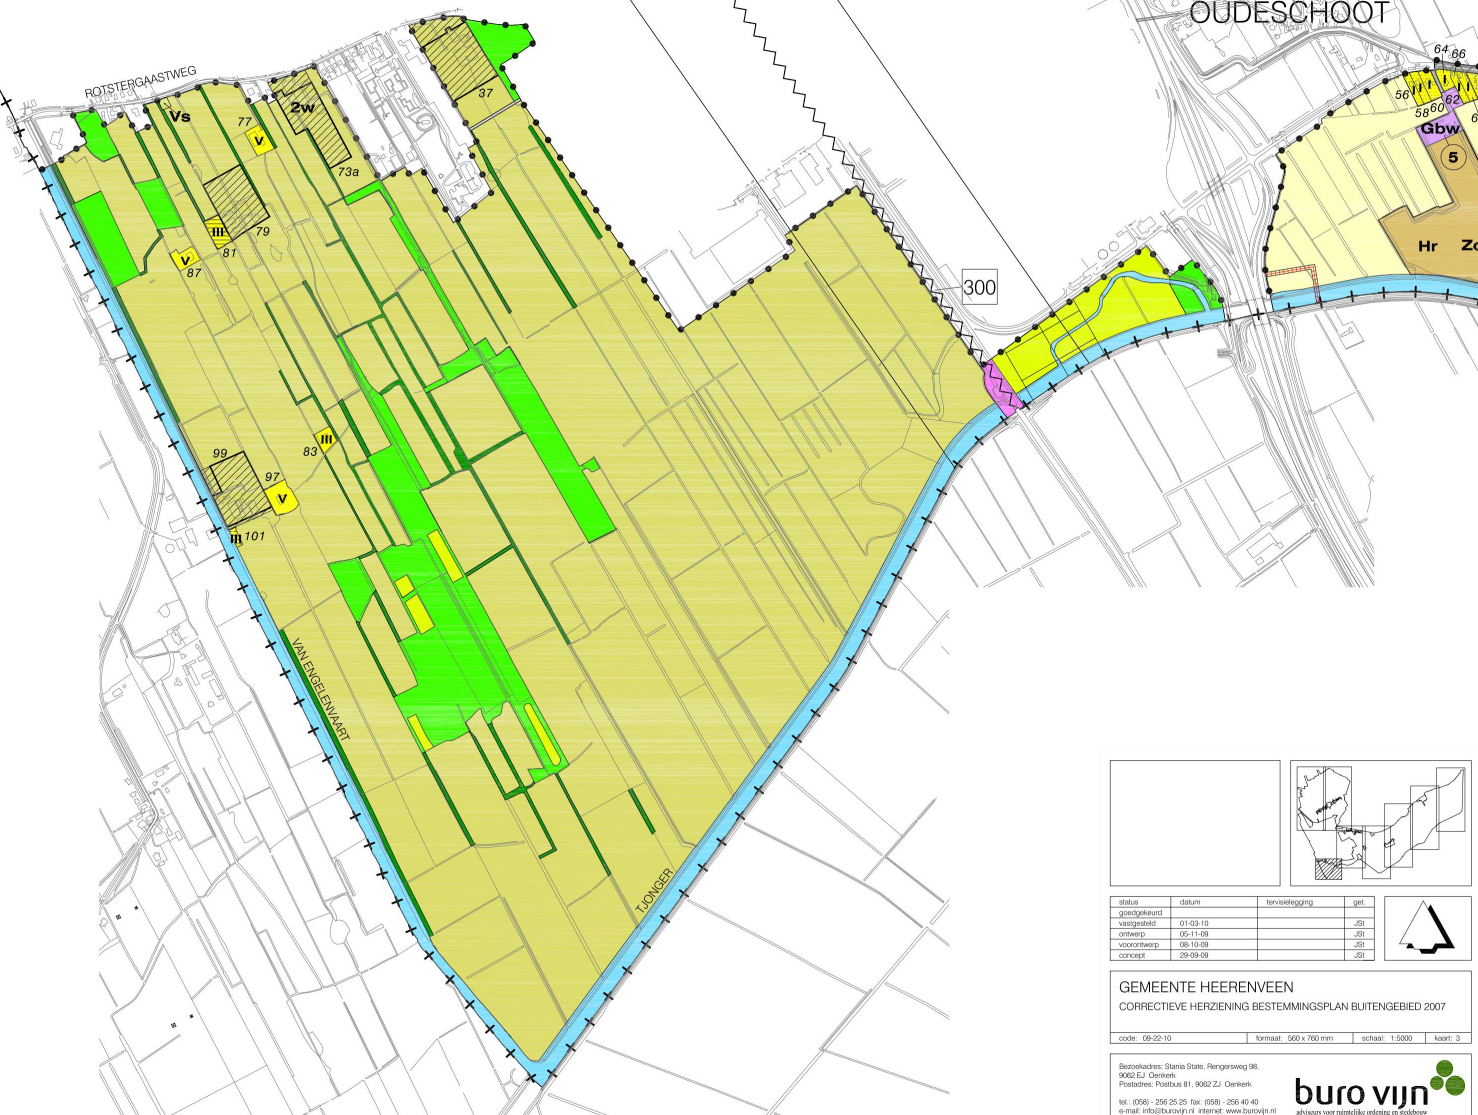 OUDESCHOOT
ROTSTERGAASTWEG
Vs
77
V
2w
73a
37
64 66
56
58 60 62
Gbw
5
Hr
III
79
81
V
87
300
99
97
V
83
III
III 101
VAN ENGELENVAART
TJONGER
status datum tervisielegging get.
goedgekeurd
vastgesteld 01-03-10 JSt
ontwerp 05-11-09 JSt
voorontwerp 08-10-09 JSt
concept 29-09-09 JSt
GEMEENTE HEERENVEEN
CORRECTIEVE HERZIENING BESTEMMINGSPLAN BUITENGEBIED 2007
code: 09-22-10 formaat: 560 x 760 mm schaal: 1:5000 kaart: 3
Bezoekadres: Stania State, Rengersweg 98,
9062 EJ Oenkerk
Postadres: Postbus 81, 9062 ZJ Oenkerk
tel.: (058) - 256 25 25 fax: (058) - 256 40 40
e-mail: info@burovijn.nl internet: www.burovijn.nl
buro vijn
adviseurs voor ruimtelijke ordening en stedebouw